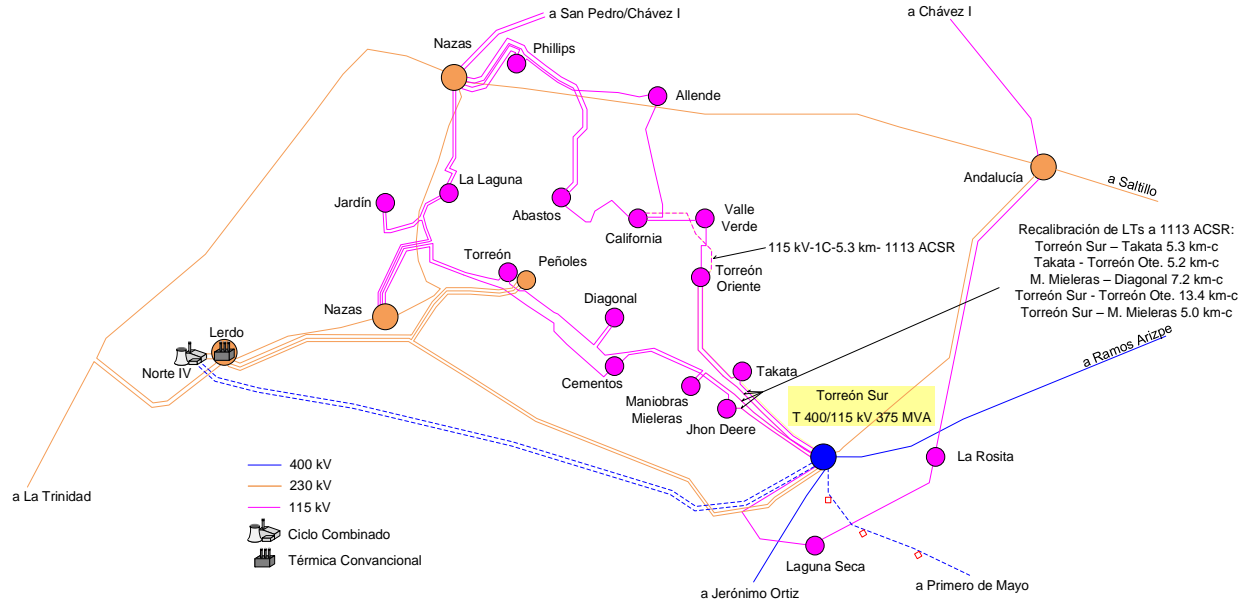 a San Pedro/Chávez I
a Chávez I
Nazas
Phillips
Allende
Andalucía
a Saltillo
La Laguna
Jardín
Abastos
California
Valle
Verde
Recalibración de LTs a 1113 ACSR:
Torreón Sur – Takata 5.3 km-c
Takata - Torreón Ote. 5.2 km-c
M. Mieleras – Diagonal 7.2 km-c
Torreón Sur - Torreón Ote. 13.4 km-c
Torreón Sur – M. Mieleras 5.0 km-c
115 kV-1C-5.3 km- 1113 ACSR
Torreón
Peñoles
Torreón
Oriente
Nazas
Diagonal
Lerdo
Norte IV
Cementos
Takata
Maniobras
Mieleras
Jhon Deere
Torreón Sur
T 400/115 kV 375 MVA
a Ramos Arizpe
La Rosita
400 kV
230 kV
115 kV
Ciclo Combinado
Térmica Convancional
a La Trinidad
Laguna Seca
a Jerónimo Ortiz
a Primero de Mayo